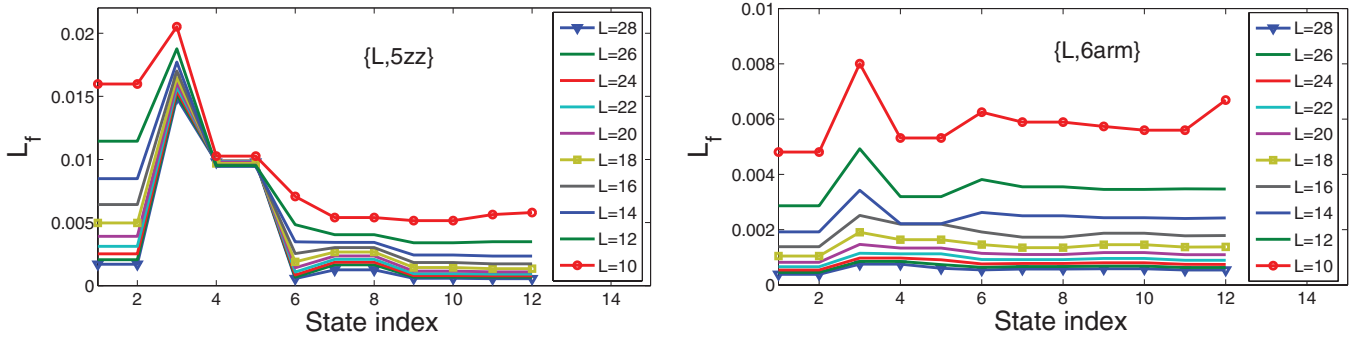 0.02
0.015
0.01
0.005
0
L_f
2
4
6
8
10
12
14
State index
{L,5zz}
L=28
L=26
L=24
L=22
L=20
L=18
L=16
L=14
L=12
L=10
0.008
0.006
0.004
0.002
0
L_f
2
4
6
8
10
12
14
State index
{L,6arm}
L=28
L=26
L=24
L=22
L=20
L=18
L=16
L=14
L=12
L=10